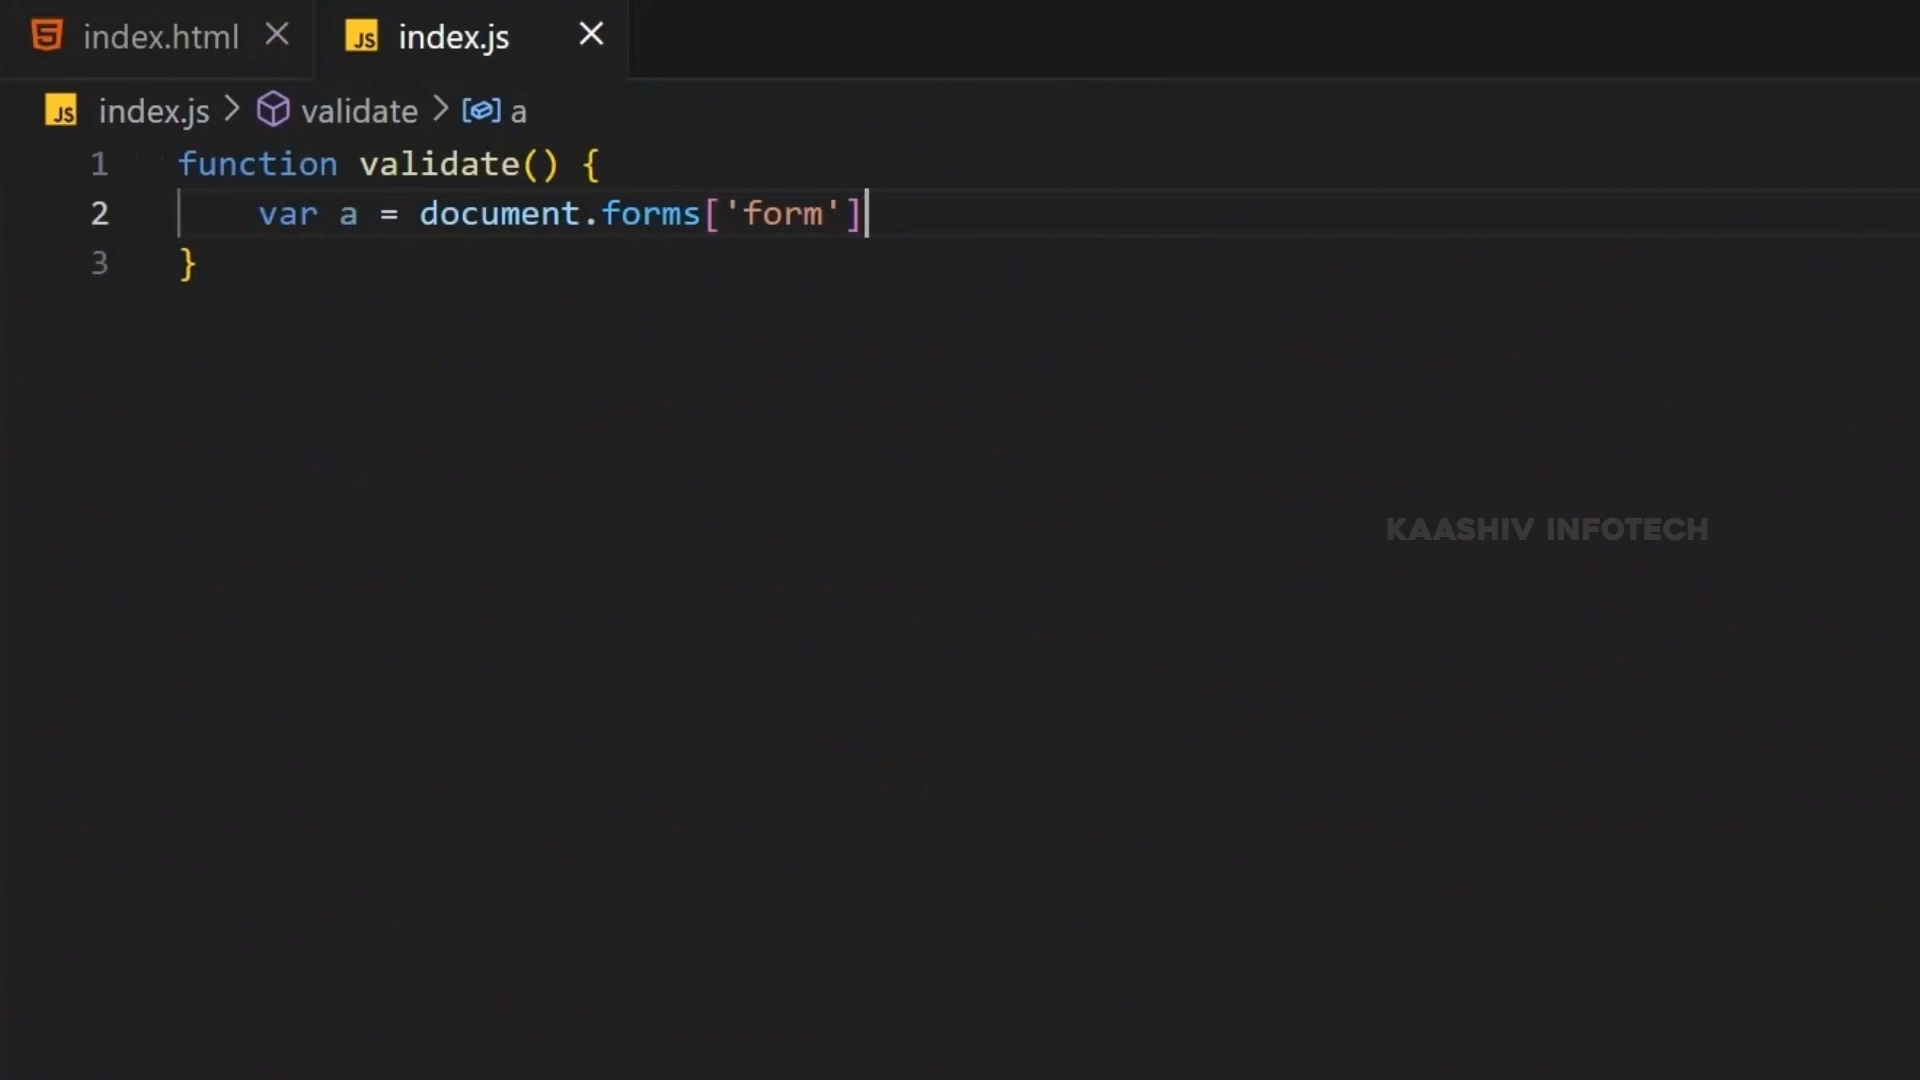 index.html
index.js
index.js > validate > a
1 function validate() {
2 var a = document.forms['form']
3 }
KAASHIV INFOTECH